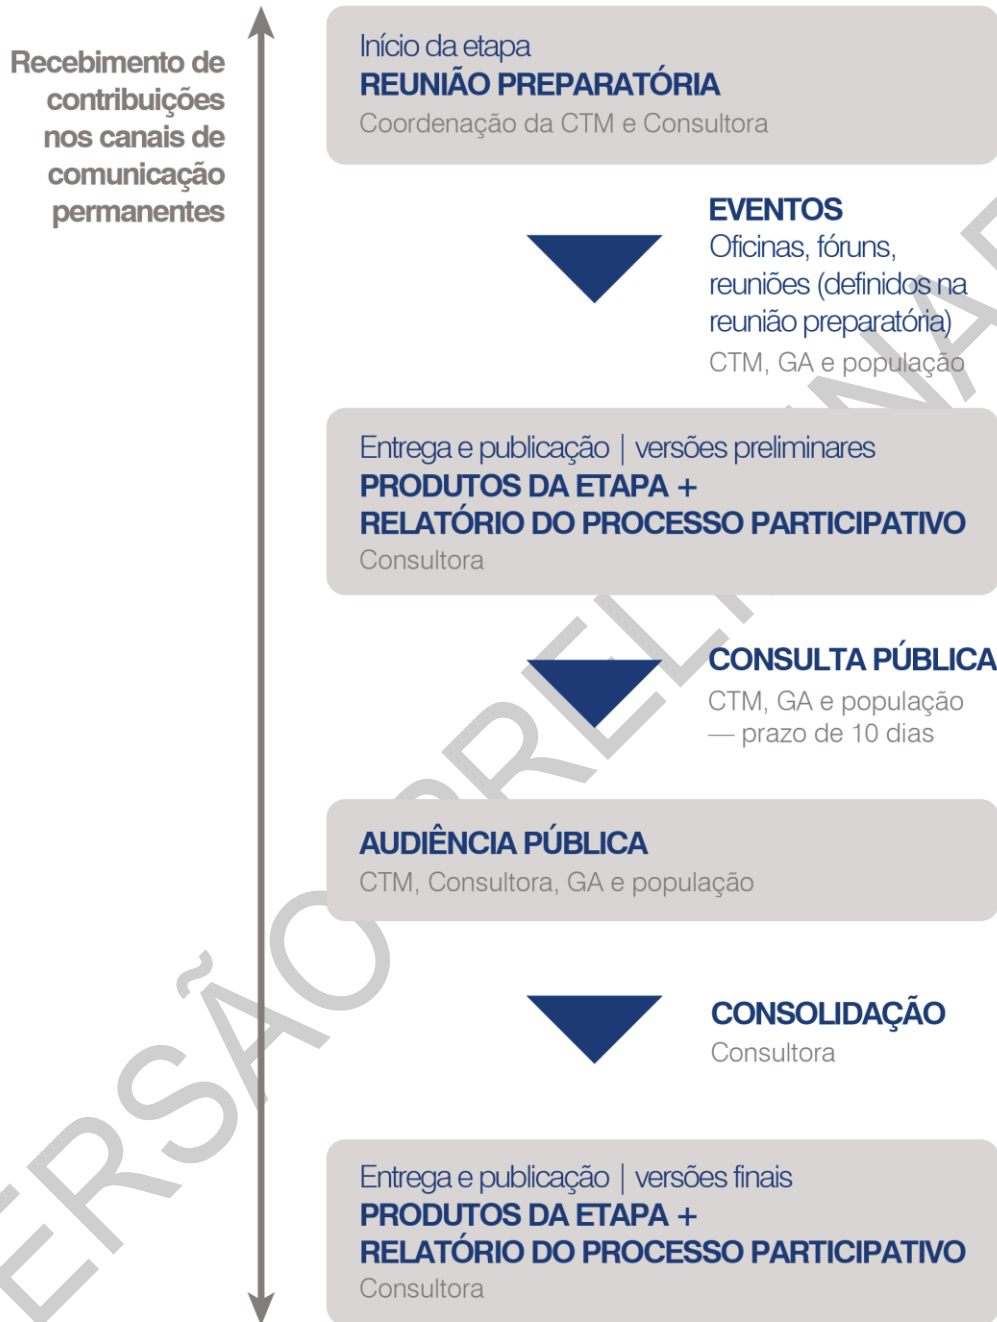 Recebimento de
contribuições
nos canais de
comunicação
permanentes
Início da etapa
REUNIÃO PREPARATÓRIA
Coordenação da CTM e Consultora
EVENTOS
Oficinas, fóruns,
reuniões (definidos na
reunião preparatória)
CTM, GA e população
Entrega e publicação | versões preliminares
PRODUTOS DA ETAPA +
RELATÓRIO DO PROCESSO PARTICIPATIVO
Consultora
CONSULTA PÚBLICA
CTM, GA e população
— prazo de 10 dias
AUDIÊNCIA PÚBLICA
CTM, Consultora, GA e população
CONSOLIDAÇÃO
Consultora
Entrega e publicação | versões finais
PRODUTOS DA ETAPA +
RELATÓRIO DO PROCESSO PARTICIPATIVO
Consultora